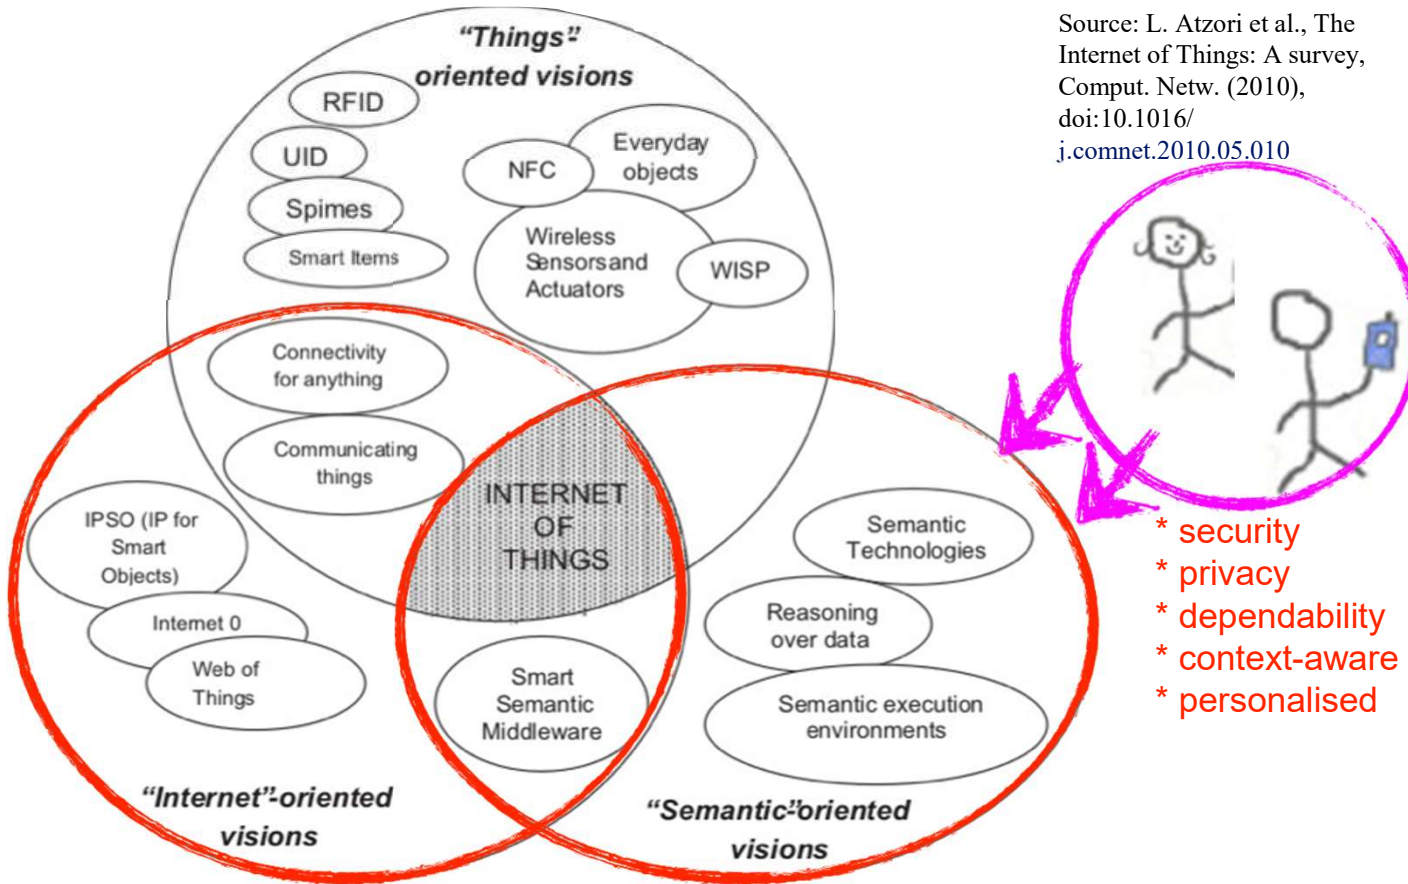 “Things”-
oriented visions
RFID
UID
Spimes
Smart Items
NFC
Everyday
objects
Wireless
Sensors and
Actuators
WISP
Source: L. Atzori et al., The
Internet of Things: A survey,
Comput. Netw. (2010),
doi:10.1016/
j.comnet.2010.05.010
Connectivity
for anything
Communicating
things
INTERNET
OF
THINGS
IPSO (IP for
Smart
Objects)
Internet 0
Web of
Things
Smart
Semantic
Middleware
Semantic
Technologies
Reasoning
over data
Semantic execution
environments
“Internet”-oriented
visions
“Semantic”-oriented
visions
* security
* privacy
* dependability
* context-aware
* personalised